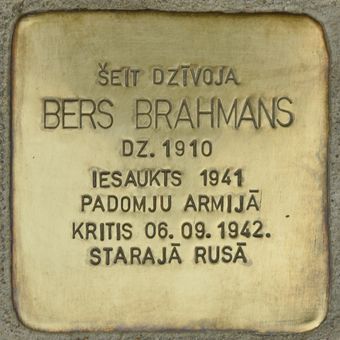 ŠEIT DZĪVOJA
BERS BRAHMANS
DZ. 1910
IESAUKTS 1941
PADOMJU ARMIJĀ
KRITIS 06. 09. 1942.
STARAJĀ RUSĀ